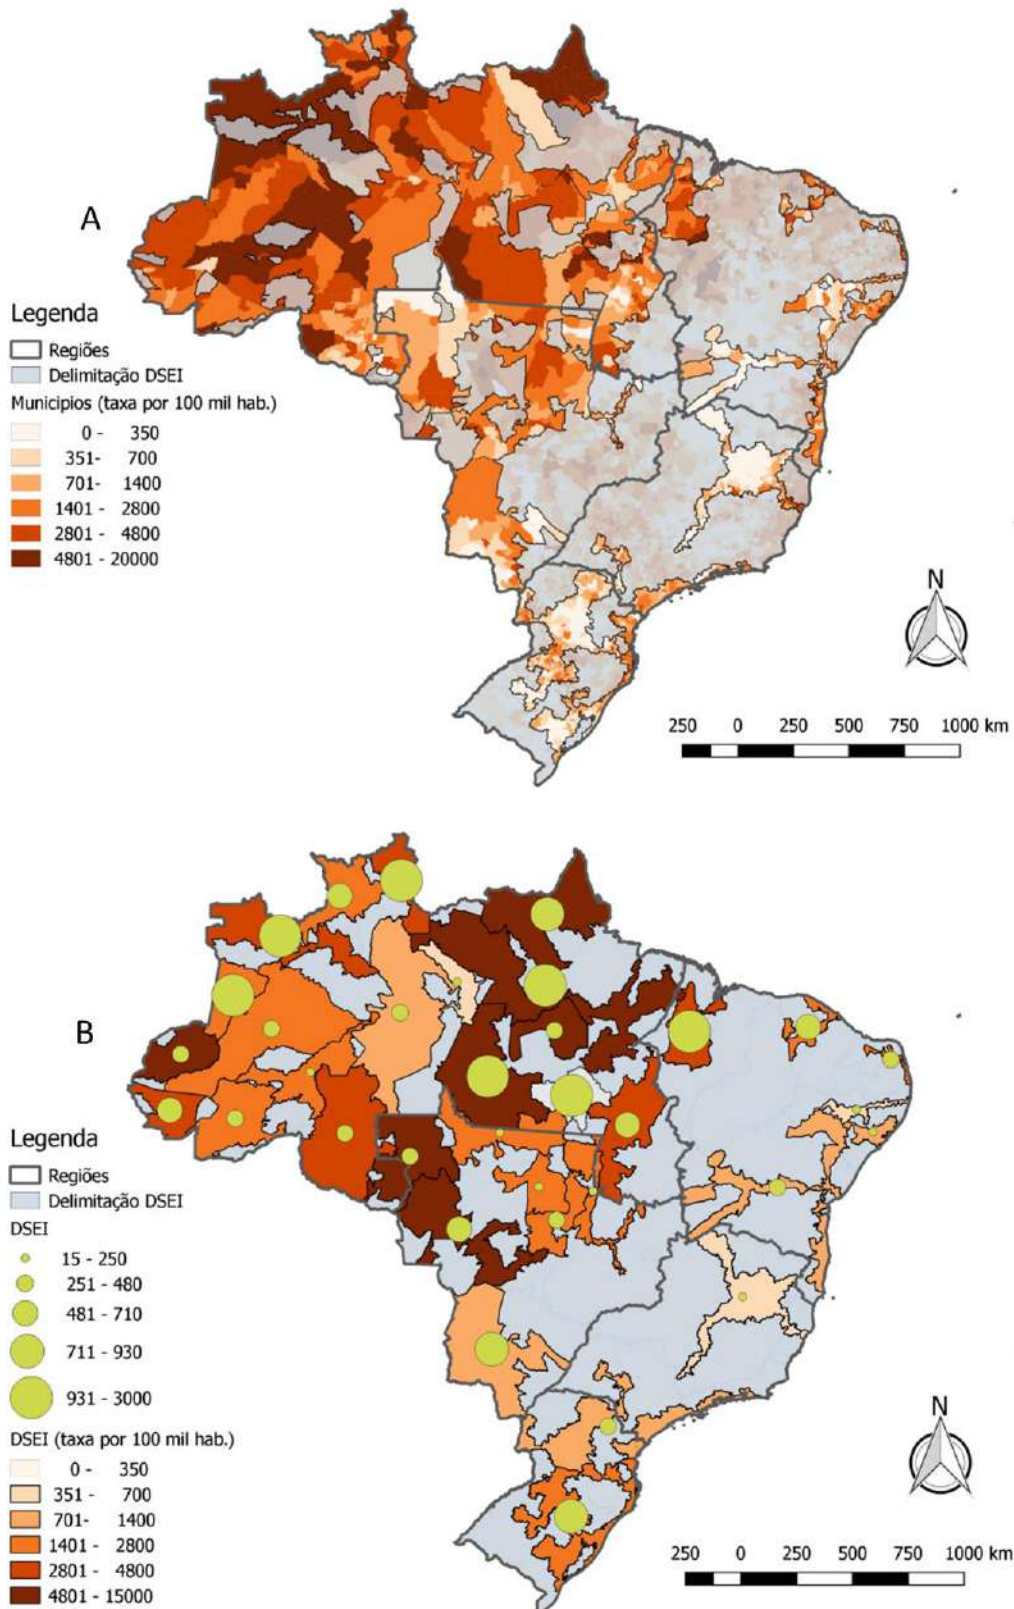 A
Legenda
Regiões
Delimitação DSEI
Municipios (taxa por 100 mil hab.)
0 - 350
351- 700
701- 1400
1401 - 2800
2801 - 4800
4801 - 20000
N
250 0 250 500 750 1000 km
B
Legenda
Regiões
Delimitação DSEI
DSEI
15 - 250
251 - 480
481 - 710
711 - 930
931 - 3000
DSEI (taxa por 100 mil hab.)
0 - 350
351 - 700
701- 1400
1401 - 2800
2801 - 4800
4801 - 15000
N
250 0 250 500 750 1000 km